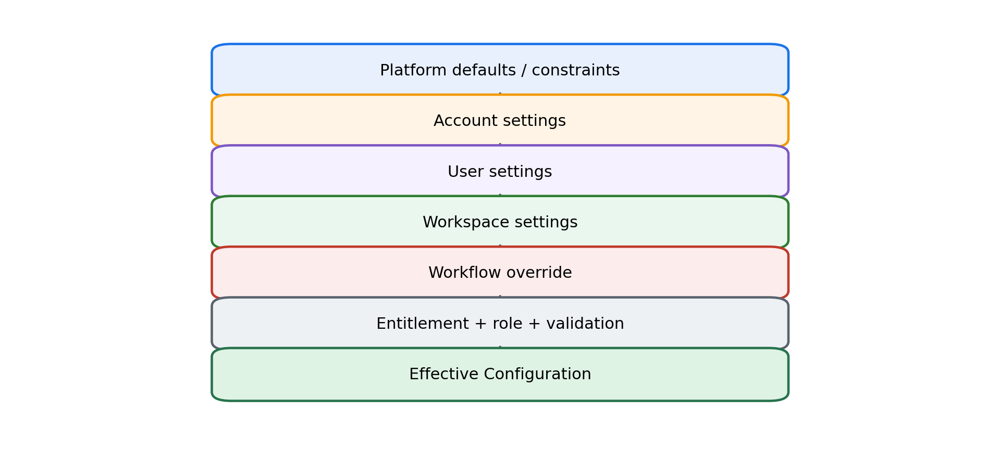 Platform defaults / constraints
Account settings
User settings
Workspace settings
Workflow override
Entitlement + role + validation
Effective Configuration